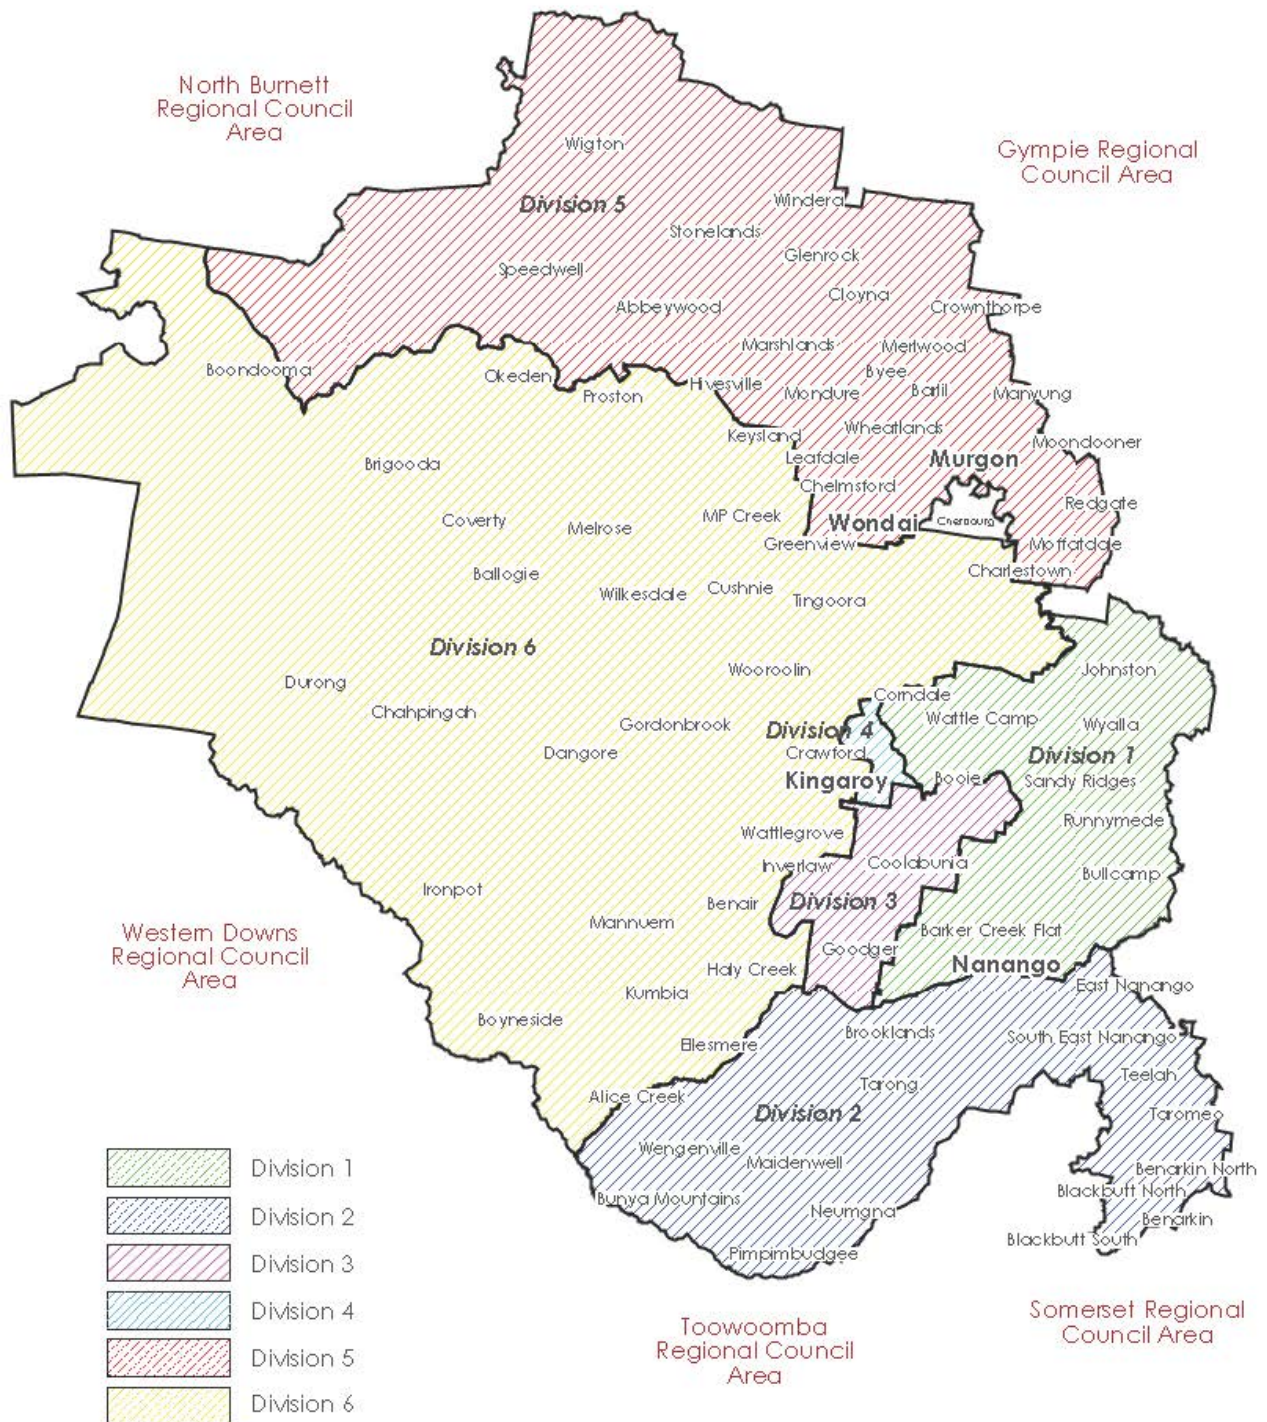 North Burnett
Regional Council
Area
Gympie Regional
Council Area
Wigton
Division 5
Windera
Stonelands
Glenrock
Speedwell
Cloyna
Abbeywood
Crownthorpe
Marshlands
Merlwood
Boondooma
Byee
Okeden
Hivesville
Proston
Mondure
Barlil
Manyung
Wheatlands
Keysland
Moondooner
Leafdale
Murgon
Brigooda
Chelmsford
Redgate
MP Creek
Coverty
Melrose
Wondai
Cherbourg
Greenview
Moffatdale
Charlestown
Ballogie
Cushnie
Wilkesdale
Tingoora
Division 6
Wooroolin
Johnston
Durong
Corndale
Chahpingah
Wattle Camp
Gordonbrook
Wyalla
Division 4
Dangore
Crawford
Division 1
Kingaroy
Booie
Sandy Ridges
Runnymede
Wattlegrove
Inverlaw
Coolabunia
Bullcamp
Ironpot
Benair
Division 3
Mannuem
Barker Creek Flat
Western Downs
Regional Council
Area
Goodger
Nanango
Haly Creek
East Nanango
Kumbia
Boyneside
Brooklands
South East Nanango
Ellesmere
Teelah
Tarong
Alice Creek
Division 2
Taromeo
Wengenville
Maidenwell
Benarkin North
Blackbutt North
Bunya Mountains
Neumgna
Benarkin
Blackbutt South
Pimpimbudgee
Division 1
Division 2
Division 3
Division 4
Division 5
Division 6
Toowoomba
Regional Council
Area
Somerset Regional
Council Area